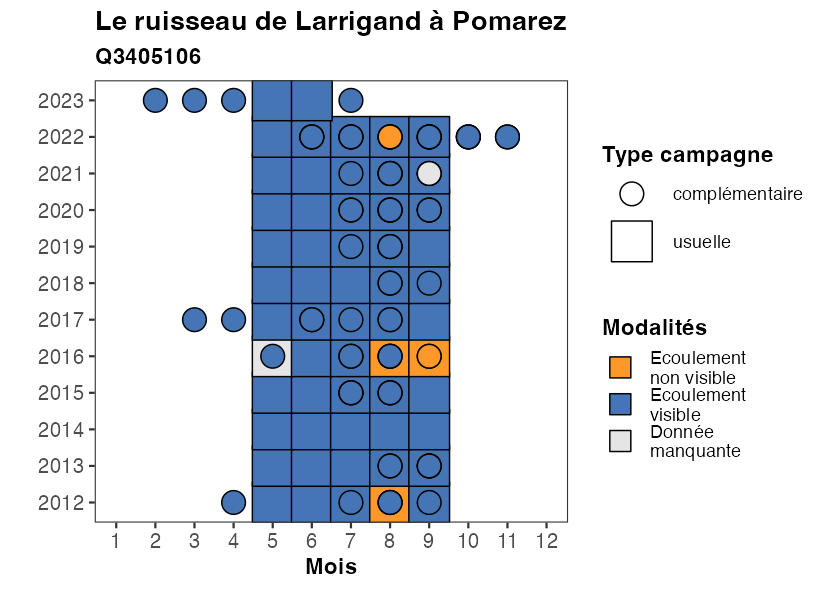 Le ruisseau de Larrigand à Pomarez
Q3405106
2023
2022
2021
2020
2019
2018
2017
2016
2015
2014
2013
2012
1 2 3 4 5 6 7 8 9 10 11 12
Mois
Type campagne
complémentaire
usuelle
Modalités
Ecoulement
non visible
Ecoulement
visible
Donnée
manquante